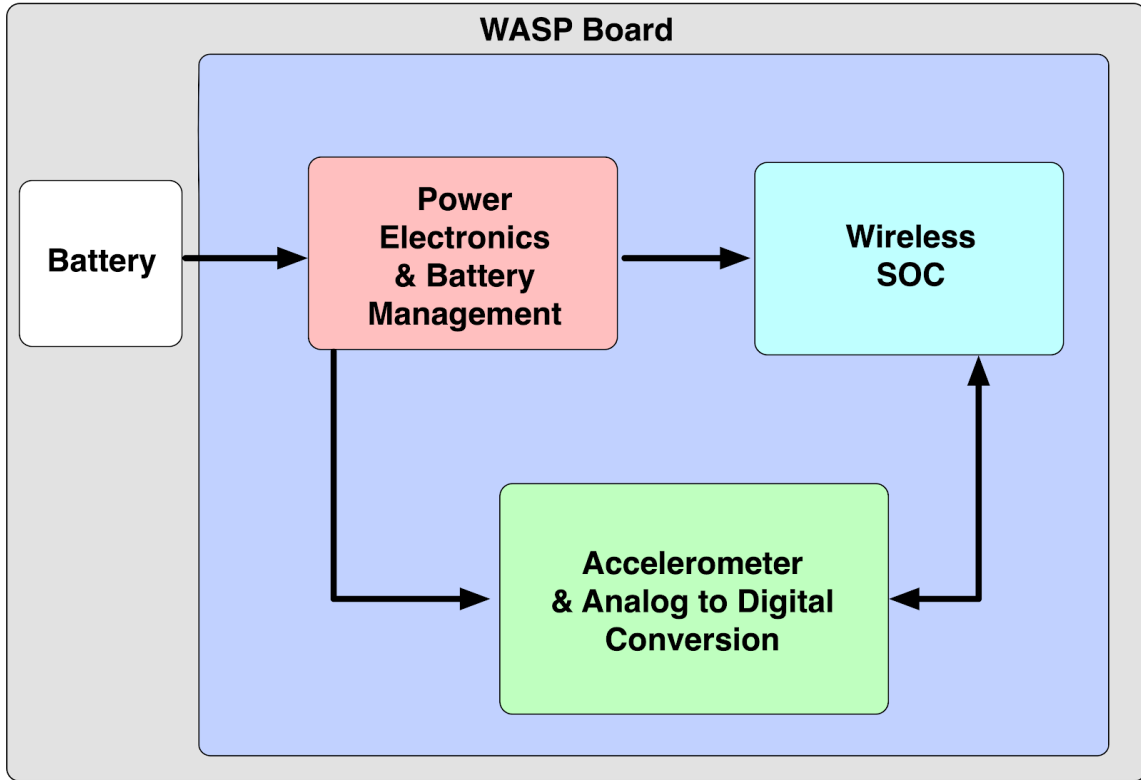 WASP Board
Battery
Power
Electronics
& Battery
Management
Wireless
SOC
Accelerometer
& Analog to Digital
Conversion